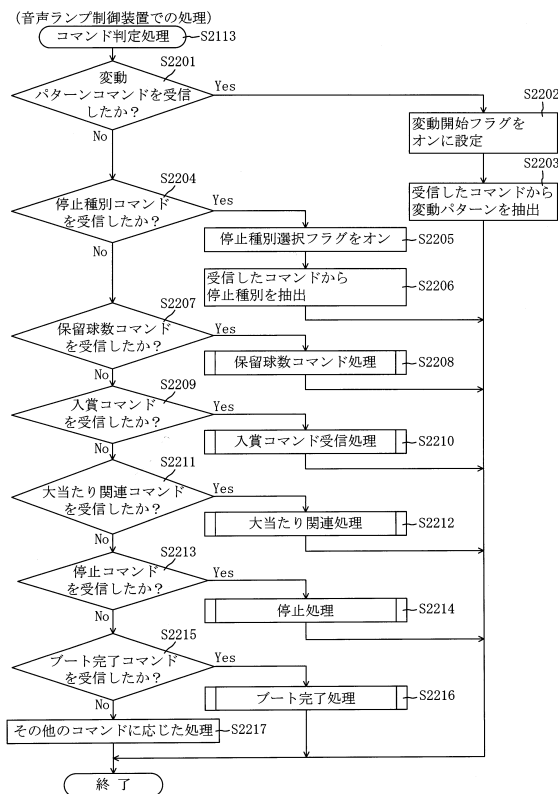 (音声ランプ制御装置での処理)
コマンド判定処理
S2113
S2201
変動
パターンコマンドを受信
したか?
Yes
No
S2202
変動開始フラグを
オンに設定
S2203
受信したコマンドから
変動パターンを抽出
S2204
停止種別コマンド
を受信したか?
Yes
No
停止種別選択フラグをオン
S2205
受信したコマンドから
停止種別を抽出
S2206
S2207
保留球数コマンド
を受信したか?
Yes
No
保留球数コマンド処理
S2208
S2209
入賞コマンド
を受信したか?
Yes
No
入賞コマンド受信処理
S2210
S2211
大当たり関連コマンド
を受信したか?
Yes
No
大当たり関連処理
S2212
S2213
停止コマンド
を受信したか?
Yes
No
停止処理
S2214
S2215
ブート完了コマンド
を受信したか?
Yes
No
ブート完了処理
S2216
その他のコマンドに応じた処理
S2217
終 了